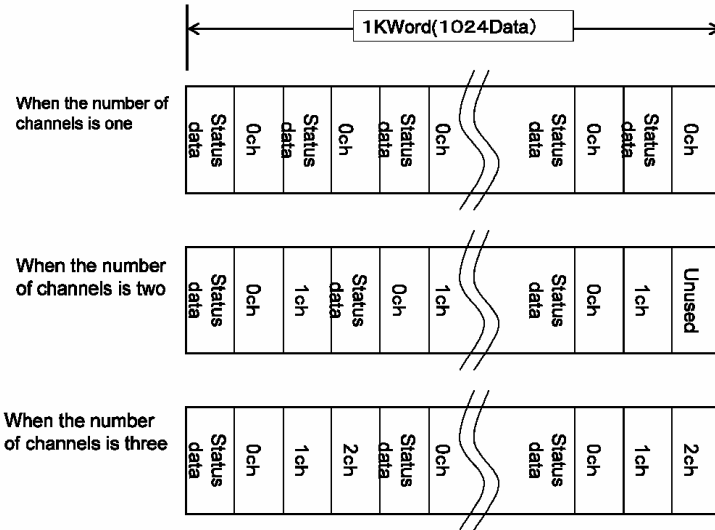 1KWord(1024Data)
When the number of
channels is one
Status
data
0ch
Status
data
0ch
Status
data
0ch
Status
data
0ch
Status
data
0ch
When the number
of channels is two
Status
data
0ch
1ch
Status
data
0ch
1ch
Status
data
0ch
1ch
Unused
When the number
of channels is three
Status
data
0ch
1ch
2ch
Status
data
0ch
Status
data
0ch
1ch
2ch